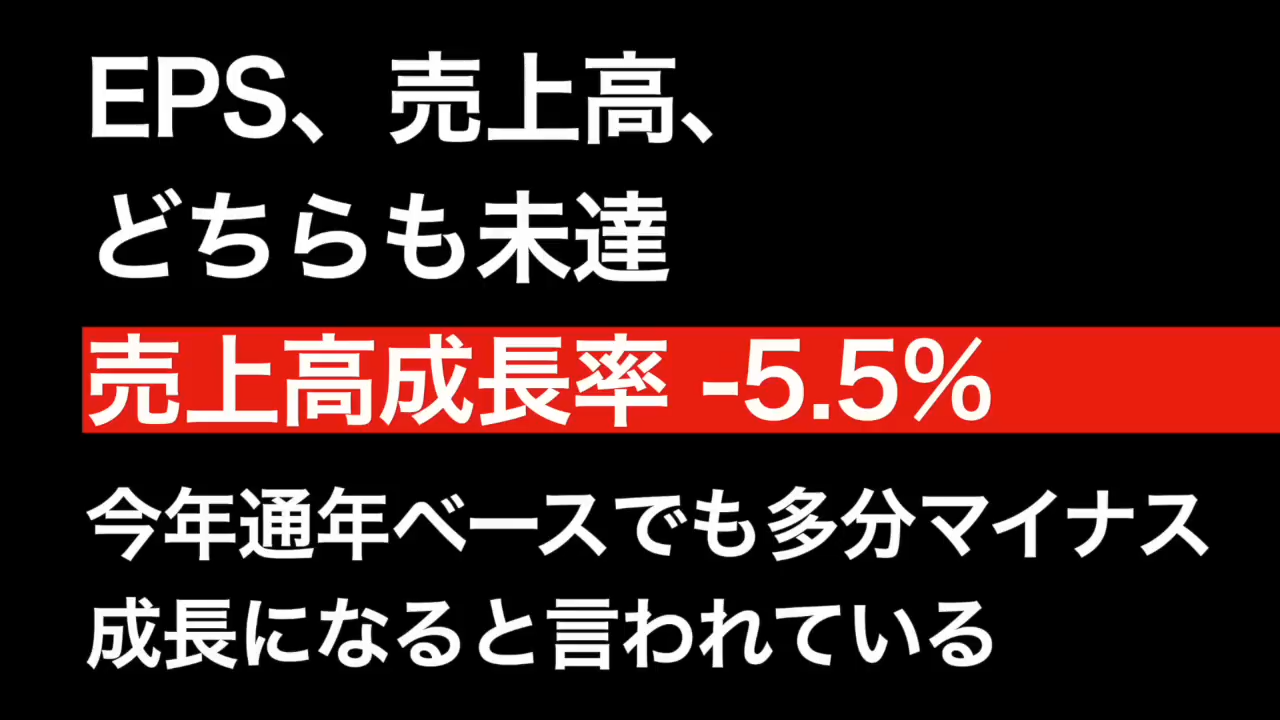 EPS、売上高、
どちらも未達
売上高成長率 -5.5%
今年通年ベースでも多分マイナス
成長になると言われている